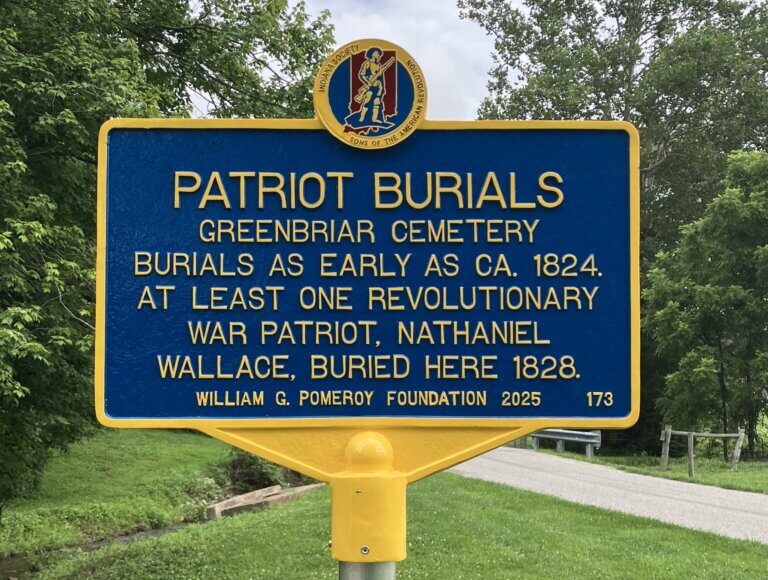 INDIANA SOCIETY
SONS OF THE AMERICAN REVOLUTION
PATRIOT BURIALS
GREENBRIAR CEMETERY
BURIALS AS EARLY AS CA. 1824.
AT LEAST ONE REVOLUTIONARY
WAR PATRIOT, NATHANIEL
WALLACE, BURIED HERE 1828.
WILLIAM G. POMEROY FOUNDATION 2025 173